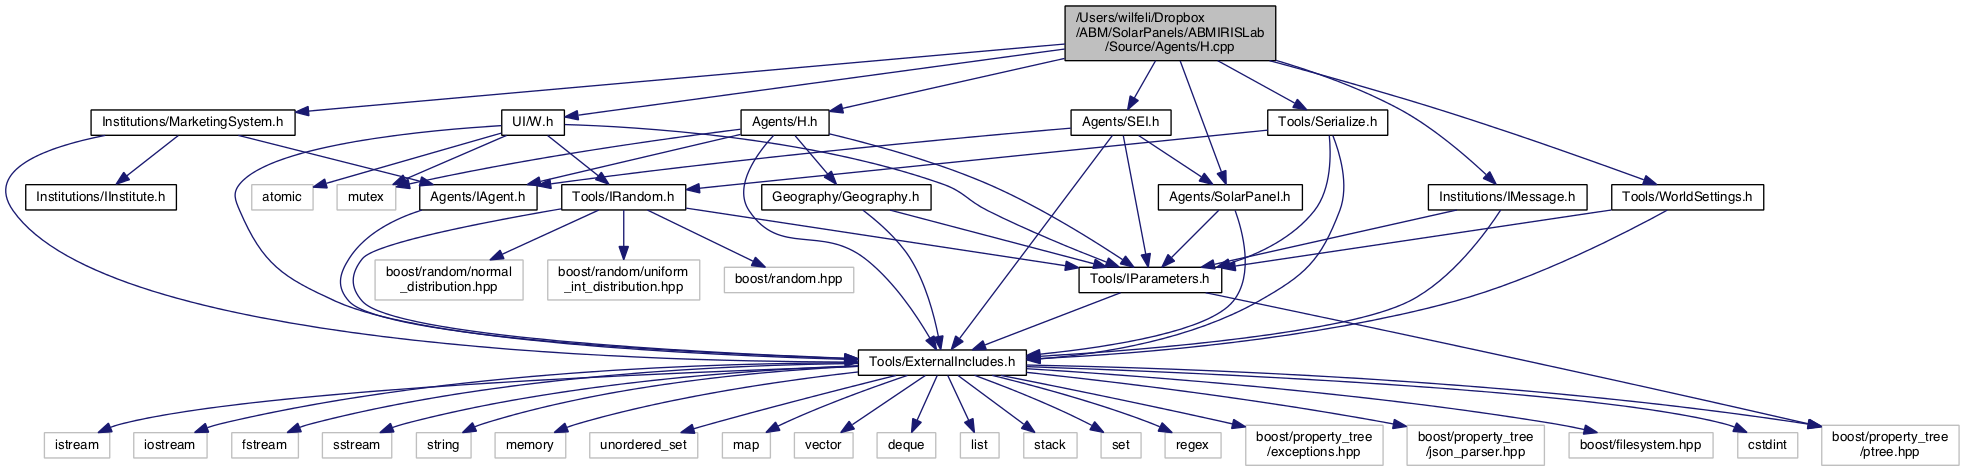 /Users/wilfeli/Dropbox
/ABM/SolarPanels/ABMIRISLab
/Source/Agents/H.cpp
Institutions/MarketingSystem.h
UI/W.h
Agents/H.h
Agents/SEI.h
Tools/Serialize.h
Institutions/IInstitute.h
atomic
mutex
Agents/IAgent.h
Tools/IRandom.h
Geography/Geography.h
Agents/SolarPanel.h
Institutions/IMessage.h
Tools/WorldSettings.h
boost/random/normal
_distribution.hpp
boost/random/uniform
_int_distribution.hpp
boost/random.hpp
Tools/IParameters.h
Tools/ExternalIncludes.h
istream
iostream
fstream
sstream
string
memory
unordered_set
map
vector
deque
list
stack
set
regex
boost/property_tree
/exceptions.hpp
boost/property_tree
/json_parser.hpp
boost/filesystem.hpp
cstdint
boost/property_tree
/ptree.hpp